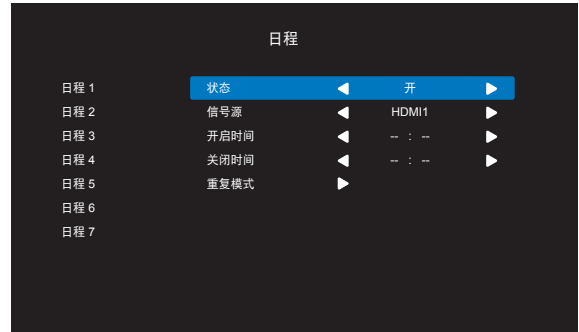 日程
日程 1 状态 开
日程 2 信号源 HDMI1
日程 3 开启时间 -- : --
日程 4 关闭时间 -- : --
日程 5 重复模式
日程 6
日程 7